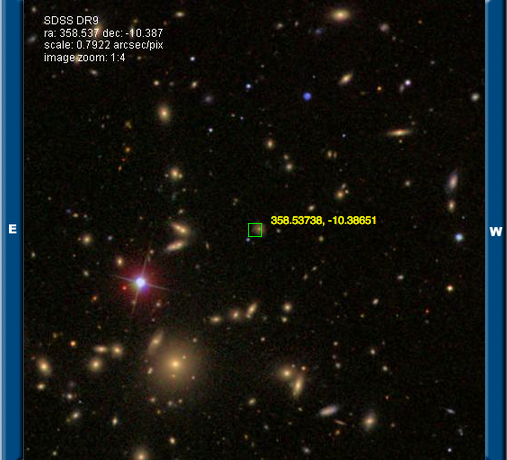 SDSS DR9
ra: 358.537 dec: -10.387
scale: 0.7922 arcsec/pix
image zoom: 1:4
358.53738, -10.38651
E
W